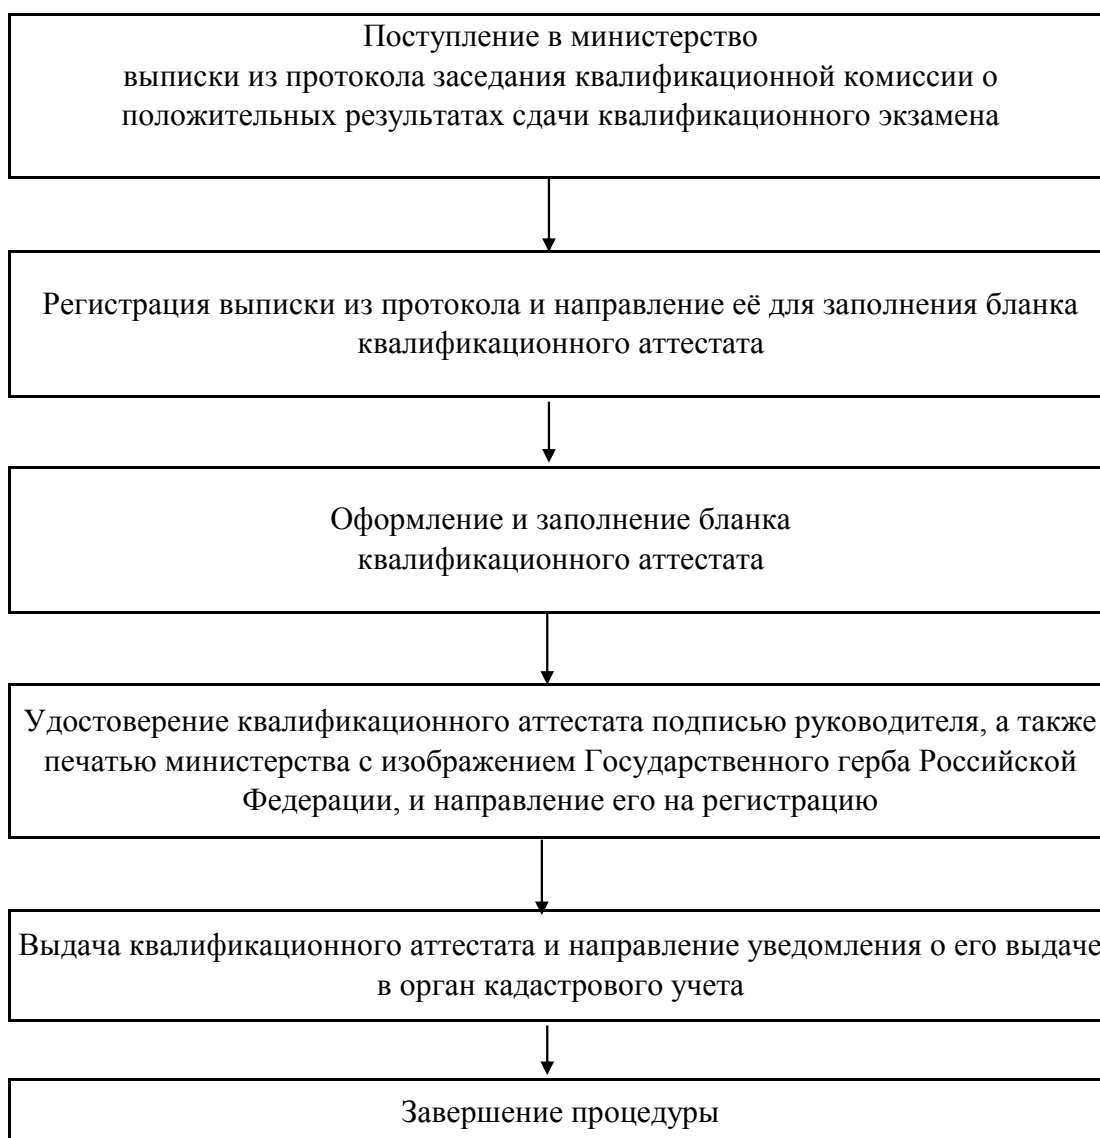 Поступление в министерство
выписки из протокола заседания квалификационной комиссии о
положительных результатах сдачи квалификационного экзамена
Регистрация выписки из протокола и направление её для заполнения бланка
квалификационного аттестата
Оформление и заполнение бланка
квалификационного аттестата
Удостоверение квалификационного аттестата подписью руководителя, а также
печатью министерства с изображением Государственного герба Российской
Федерации, и направление его на регистрацию
Выдача квалификационного аттестата и направление уведомления о его выдаче
в орган кадастрового учета
Завершение процедуры